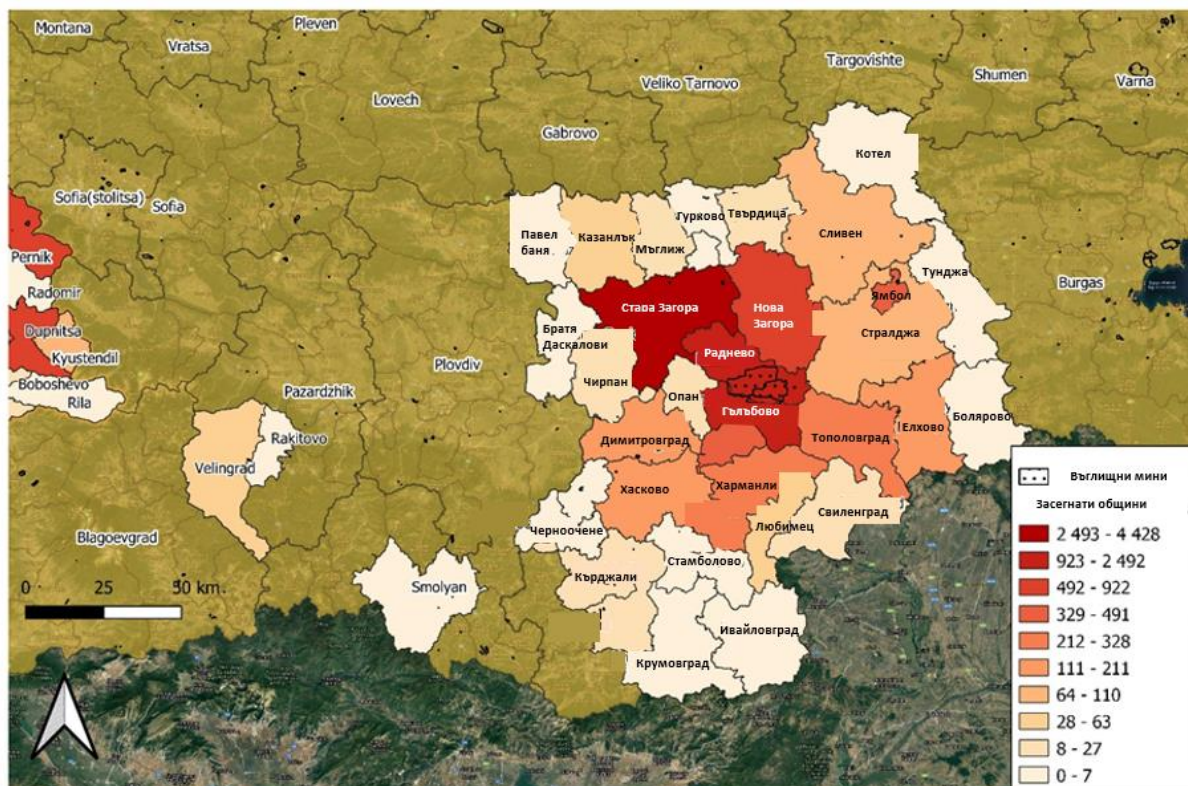 Montana
Vratsa
Pleven
Lovech
Veliko Tarnovo
Targovishte
Shumen
Varna
Gabrovo
Sofia(stolitsa)
Sofia
Pernik
Radomir
Dupnitsa
Kyustendil
Boboshevo
Rila
Plovdiv
Pazardzhik
Rakitovo
Velingrad
Blagoevgrad
Smolyan
Burgas
Котел
Павел
баня
Казанлък
Мъглиж
Гурково
Твърдица
Сливен
Тунджа
Ямбол
Стара Загора
Нова
Загора
Стралджа
Братя
Даскалови
Раднево
Чирпан
Опан
Гълъбово
Болярово
Елхово
Тополовград
Димитровград
Хасково
Харманли
Свиленград
Любимец
Черноочене
Стамболово
Кърджали
Ивайловград
Крумовград
0 25 50 km.
Въглищни мини
Засегнати общини
2 493 - 4 428
923 - 2 492
492 - 922
329 - 491
212 - 328
111 - 211
64 - 110
28 - 63
8 - 27
0 - 7